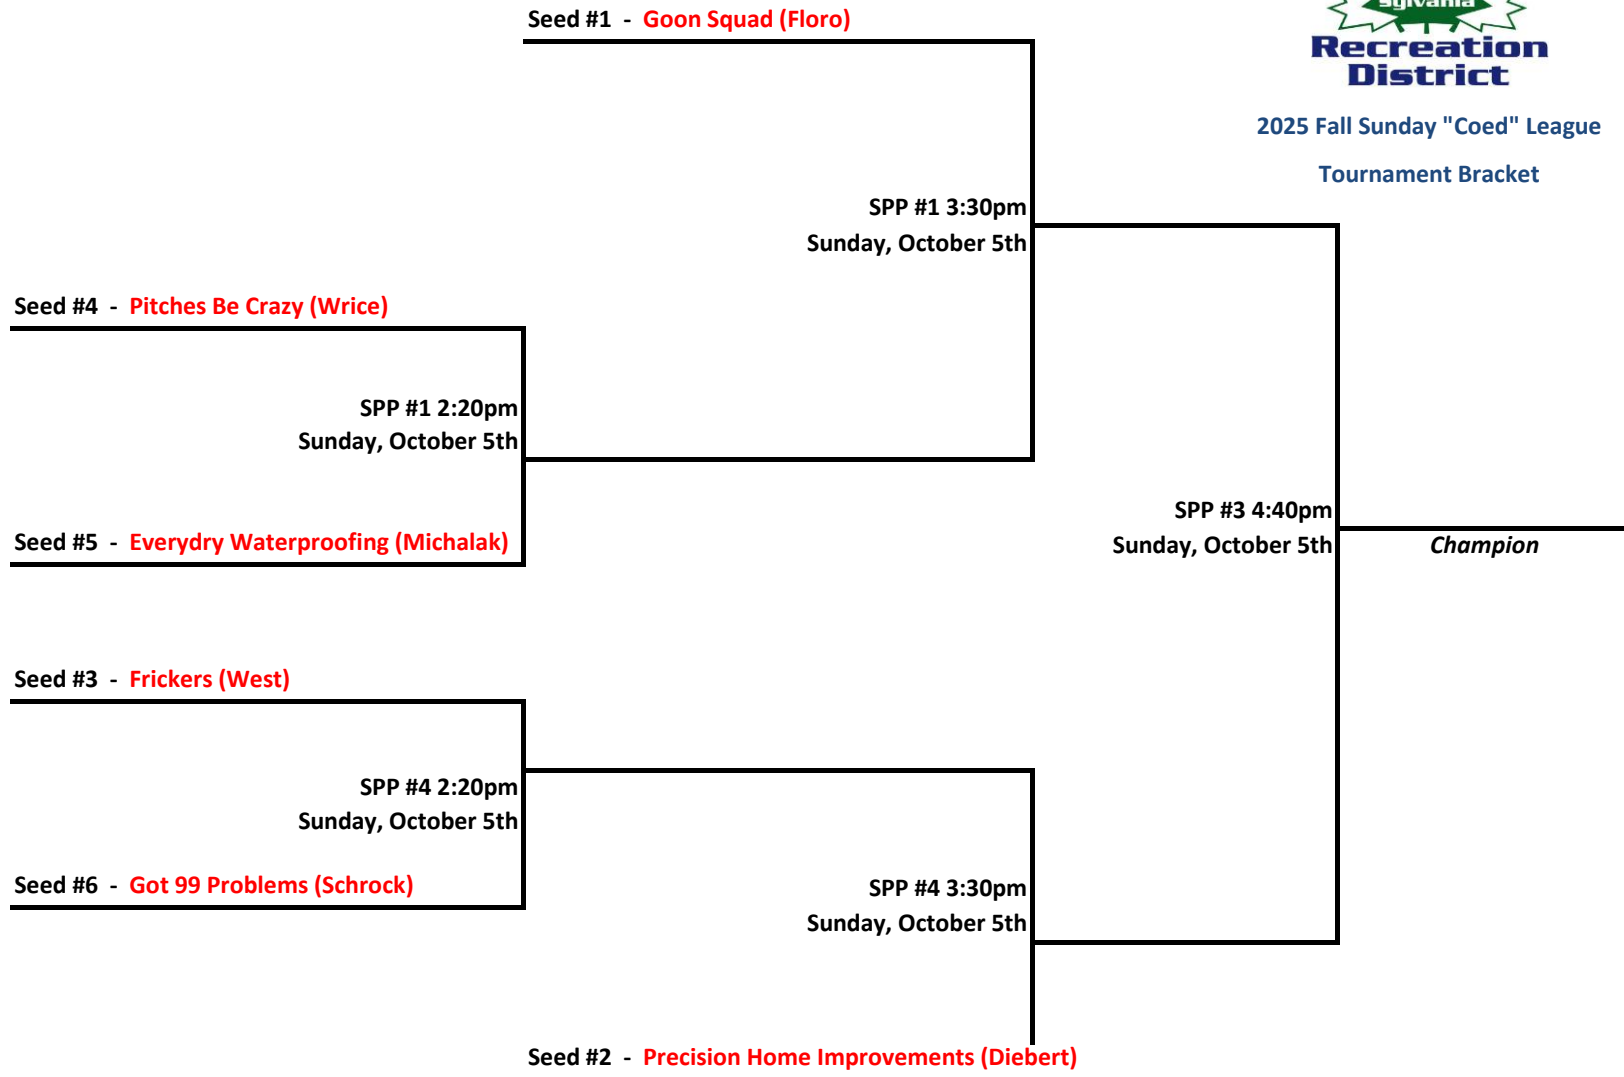 Seed #1 - Goon Squad (Floro)
Sylvania
Recreation
District
2025 Fall Sunday "Coed" League
Tournament Bracket
SPP #1 3:30pm
Sunday, October 5th
Seed #4 - Pitches Be Crazy (Wrice)
SPP #1 2:20pm
Sunday, October 5th
Seed #5 - Everydry Waterproofing (Michalak)
SPP #3 4:40pm
Sunday, October 5th
Champion
Seed #3 - Frickers (West)
SPP #4 2:20pm
Sunday, October 5th
Seed #6 - Got 99 Problems (Schrock)
SPP #4 3:30pm
Sunday, October 5th
Seed #2 - Precision Home Improvements (Diebert)